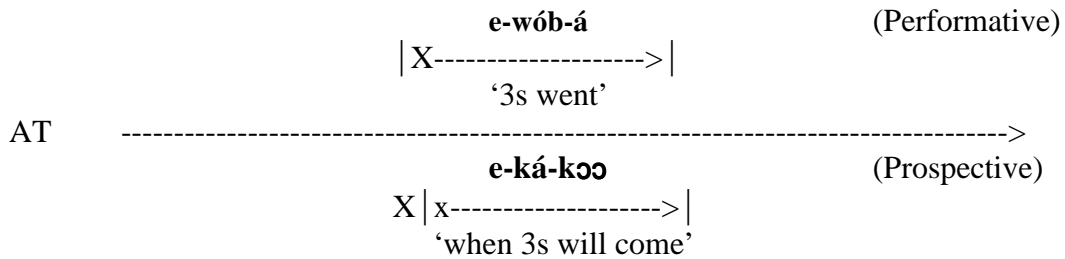 e-wób-á (Performative)
|X-------------------->|
‘3s went’
AT ------------------------------------------------------------------------------------>
e-ká-kɔɔ (Prospective)
X|x-------------------->|
‘when 3s will come’